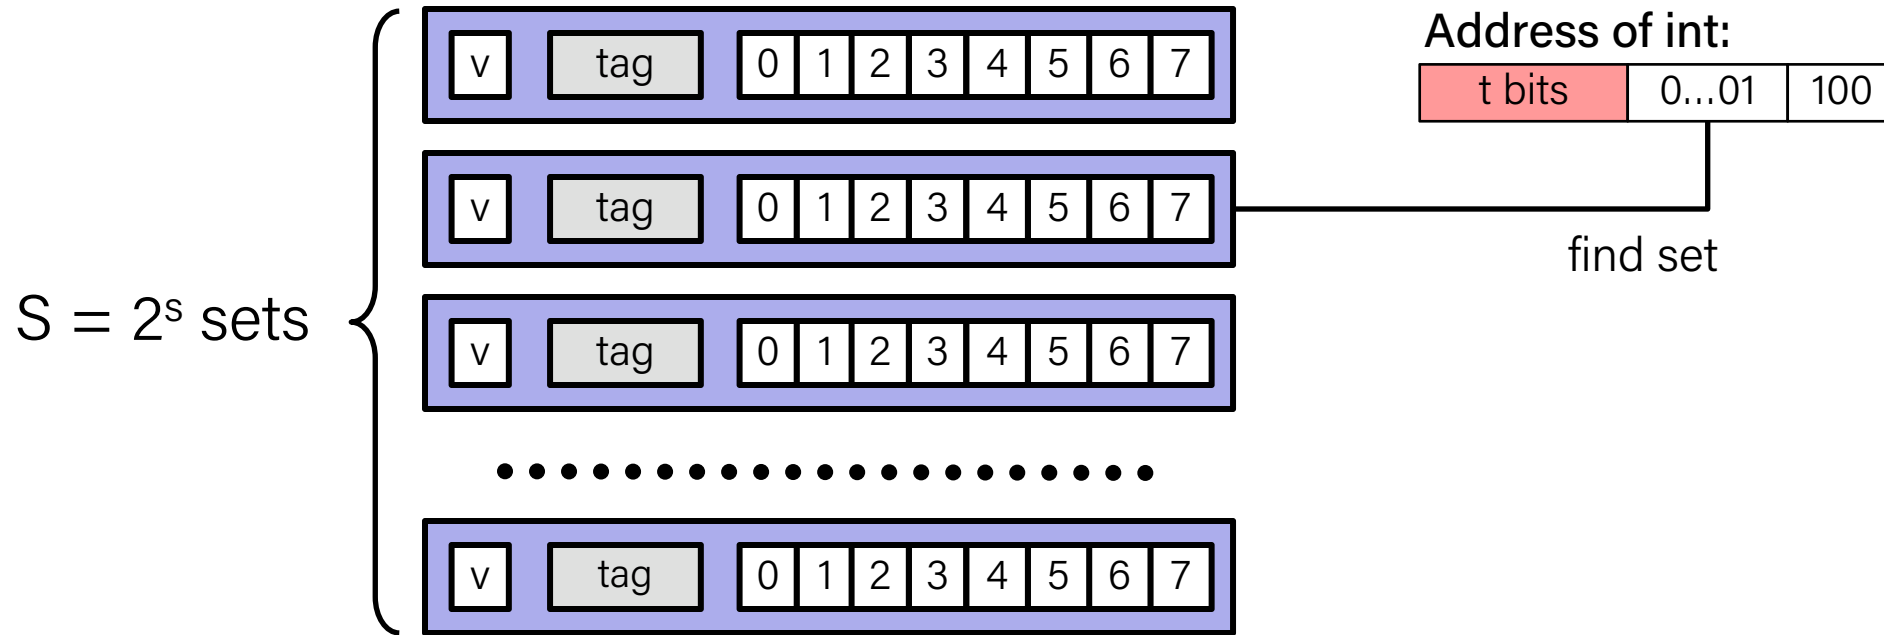 Address of int:
t bits 0...01 100
v tag 0 1 2 3 4 5 6 7
v tag 0 1 2 3 4 5 6 7
find set
S = 2ˢ sets
v tag 0 1 2 3 4 5 6 7
v tag 0 1 2 3 4 5 6 7